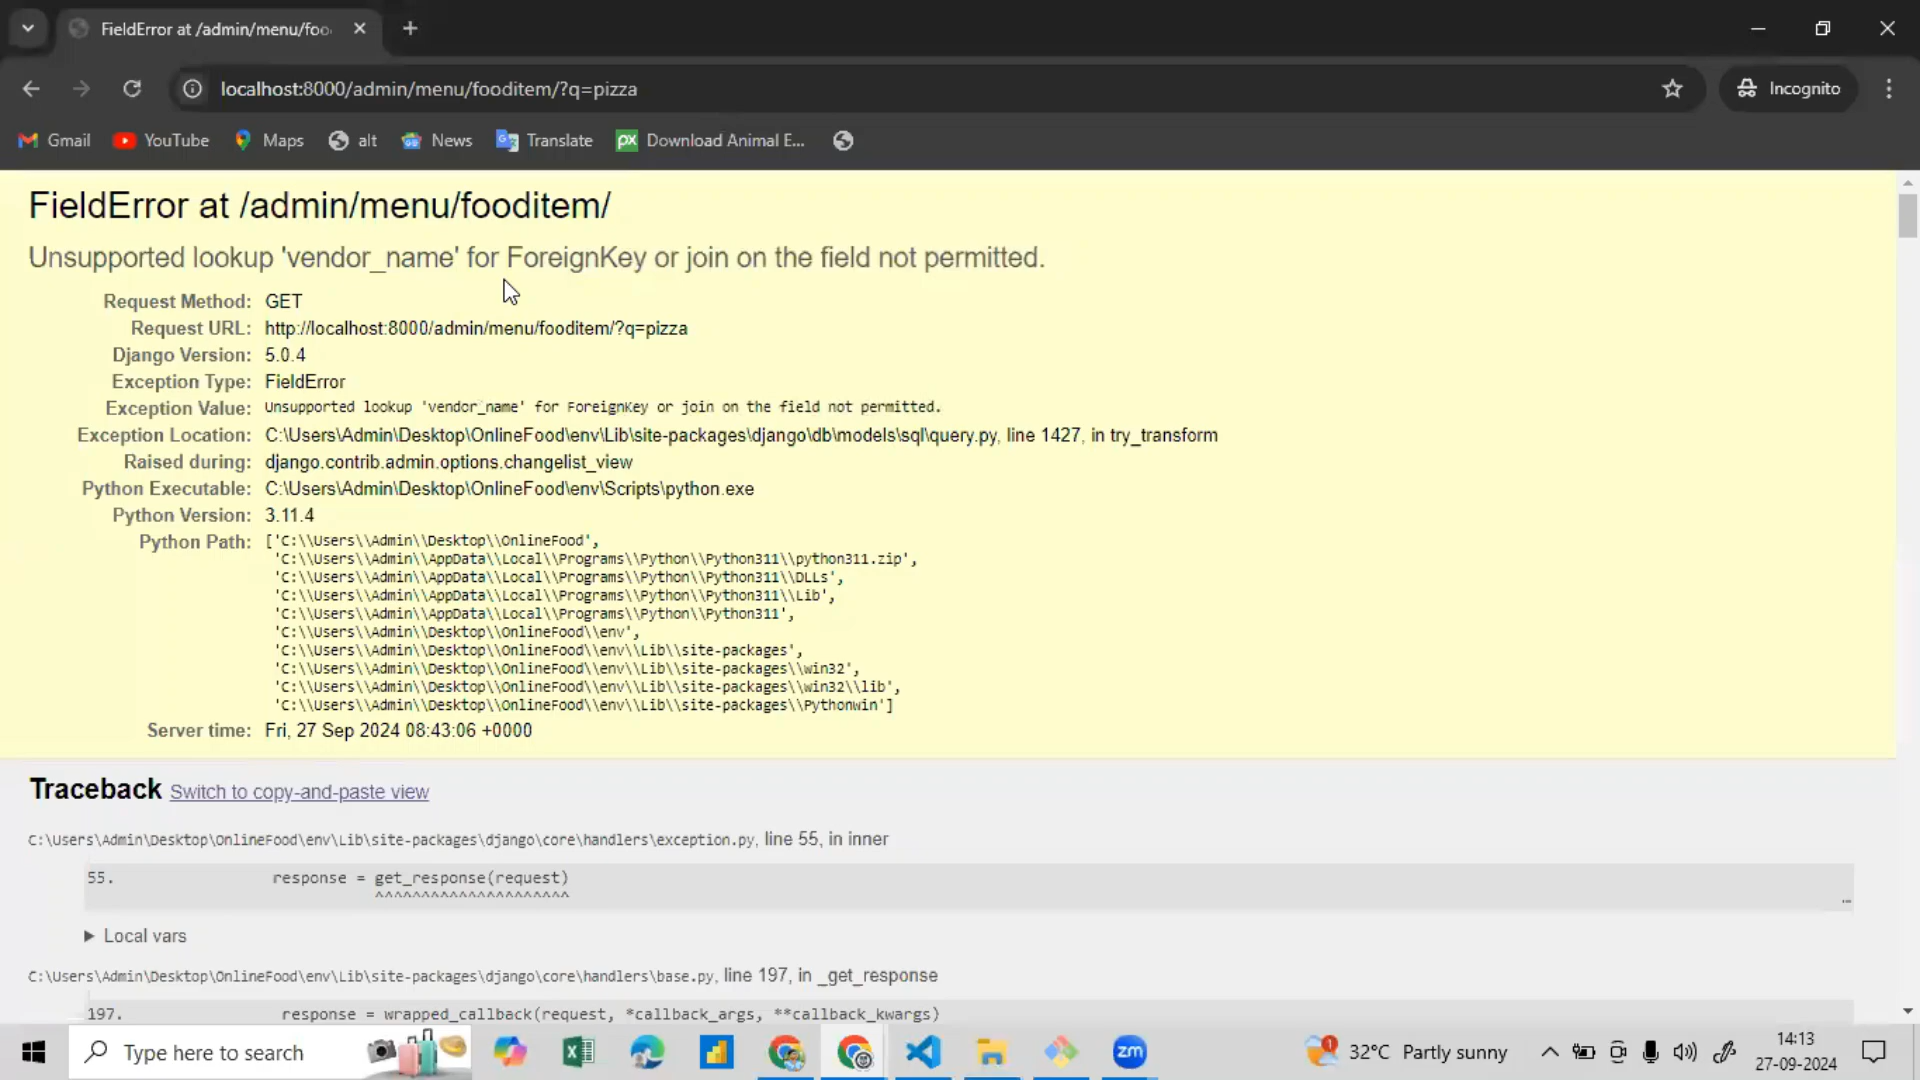 FieldError at /admin/menu/foo
localhost:8000/admin/menu/fooditem/?q=pizza
Incognito
Gmail YouTube Maps alt News Translate Download Animal E...
FieldError at /admin/menu/fooditem/
Unsupported lookup 'vendor_name' for ForeignKey or join on the field not permitted.
Request Method: GET
Request URL: http://localhost:8000/admin/menu/fooditem/?q=pizza
Django Version: 5.0.4
Exception Type: FieldError
Exception Value: Unsupported lookup 'vendor_name' for ForeignKey or join on the field not permitted.
Exception Location: C:\Users\Admin\Desktop\OnlineFood\env\Lib\site-packages\django\db\models\sql\query.py, line 1427, in try_transform
Raised during: django.contrib.admin.options.changelist_view
Python Executable: C:\Users\Admin\Desktop\OnlineFood\env\Scripts\python.exe
Python Version: 3.11.4
Python Path: ['C:\\Users\\Admin\\Desktop\\OnlineFood',
'C:\\Users\\Admin\\AppData\\Local\\Programs\\Python\\Python311\\python311.zip',
'C:\\Users\\Admin\\AppData\\Local\\Programs\\Python\\Python311\\DLLs',
'C:\\Users\\Admin\\AppData\\Local\\Programs\\Python\\Python311\\Lib',
'C:\\Users\\Admin\\AppData\\Local\\Programs\\Python\\Python311',
'C:\\Users\\Admin\\Desktop\\OnlineFood\\env',
'C:\\Users\\Admin\\Desktop\\OnlineFood\\env\\Lib\\site-packages',
'C:\\Users\\Admin\\Desktop\\OnlineFood\\env\\Lib\\site-packages\\win32',
'C:\\Users\\Admin\\Desktop\\OnlineFood\\env\\Lib\\site-packages\\win32\\lib',
'C:\\Users\\Admin\\Desktop\\OnlineFood\\env\\Lib\\site-packages\\Pythonwin']
Server time: Fri, 27 Sep 2024 08:43:06 +0000
Traceback Switch to copy-and-paste view
C:\Users\Admin\Desktop\OnlineFood\env\Lib\site-packages\django\core\handlers\exception.py, line 55, in inner
55. response = get_response(request)
^^^^^^^^^^^^^^^^^^^^^
…
Local vars
C:\Users\Admin\Desktop\OnlineFood\env\Lib\site-packages\django\core\handlers\base.py, line 197, in _get_response
197. response = wrapped_callback(request, *callback_args, **callback_kwargs)
Type here to search
zm
1
32°C Partly sunny
14:13
27-09-2024